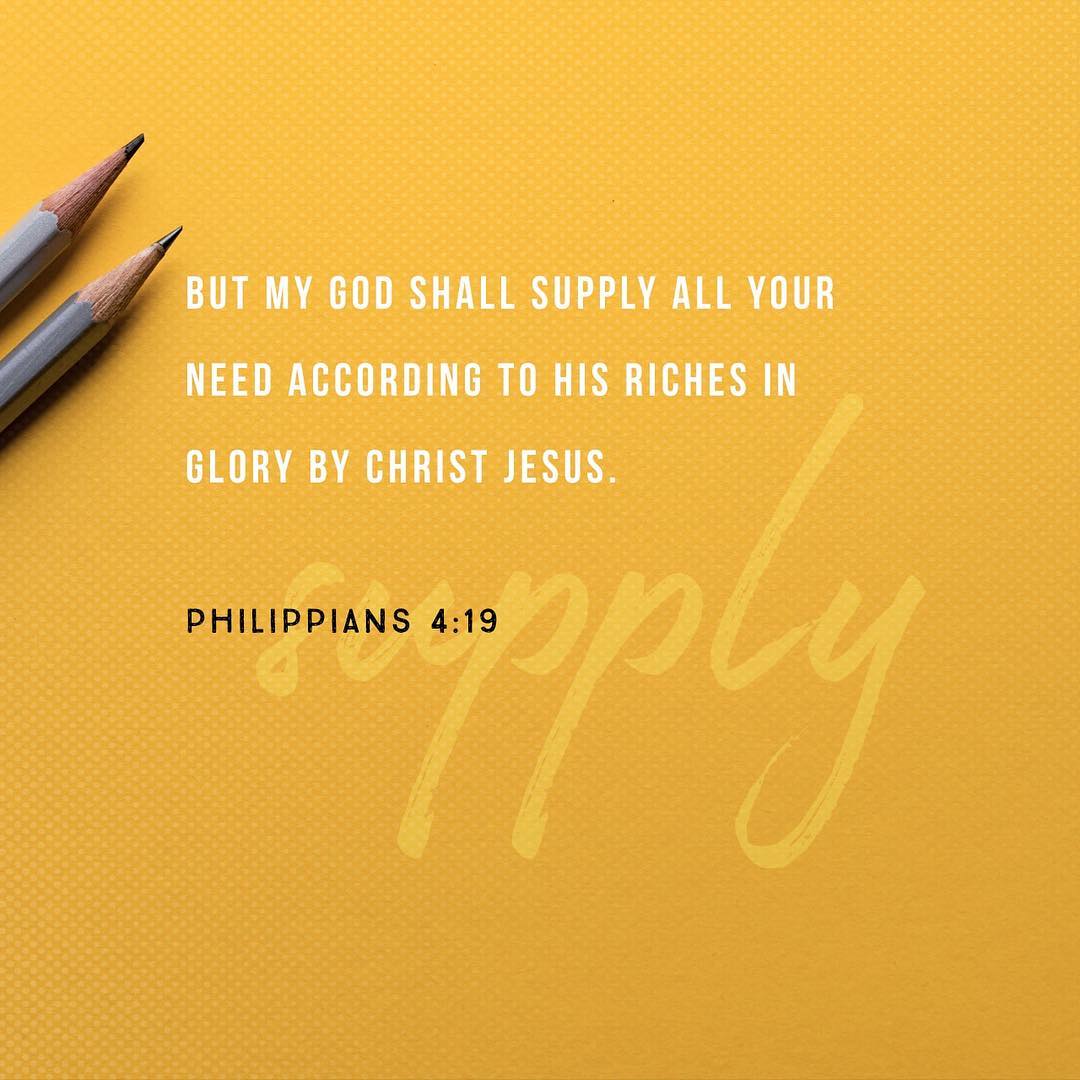 BUT MY GOD SHALL SUPPLY ALL YOUR
NEED ACCORDING TO HIS RICHES IN
GLORY BY CHRIST JESUS.
PHILIPPIANS 4:19
supply